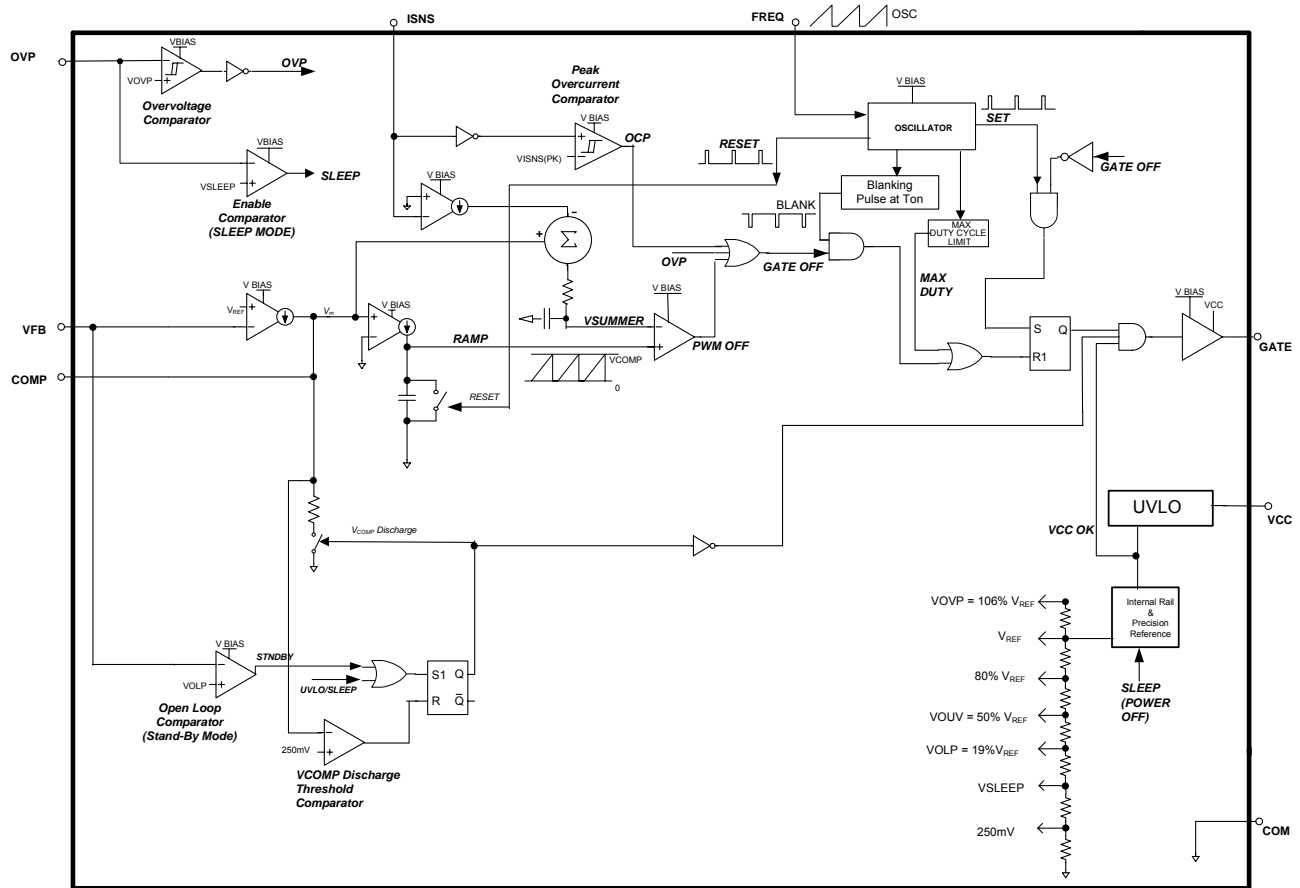 ISNS
FREQ
OSC
OVP
VBIAS
VOVP
OVP
Overvoltage
Comparator
VBIAS
VSLEEP
SLEEP
Enable
Comparator
(SLEEP MODE)
Peak
Overcurrent
Comparator
V BIAS
VISNS(PK)
OCP
V BIAS
V BIAS
OSCILLATOR
SET
RESET
GATE OFF
Blanking
Pulse at Ton
BLANK
MAX
DUTY CYCLE
LIMIT
Σ
OVP
GATE OFF
MAX
DUTY
VFB
V BIAS
VREF
Vm
V BIAS
RAMP
VSUMMER
V BIAS
PWM OFF
VCOMP
0
COMP
RESET
S
Q
R1
V BIAS
VCC
GATE
VCOMP Discharge
UVLO
VCC
VCC OK
Internal Rail
&
Precision
Reference
SLEEP
(POWER
OFF)
VOVP = 106% VREF
VREF
80% VREF
VOUV = 50% VREF
VOLP = 19%VREF
VSLEEP
250mV
COM
V BIAS
STNDBY
VOLP
UVLO/SLEEP
S1
Q
R
Q̅
Open Loop
Comparator
(Stand-By Mode)
250mV
VCOMP Discharge
Threshold
Comparator